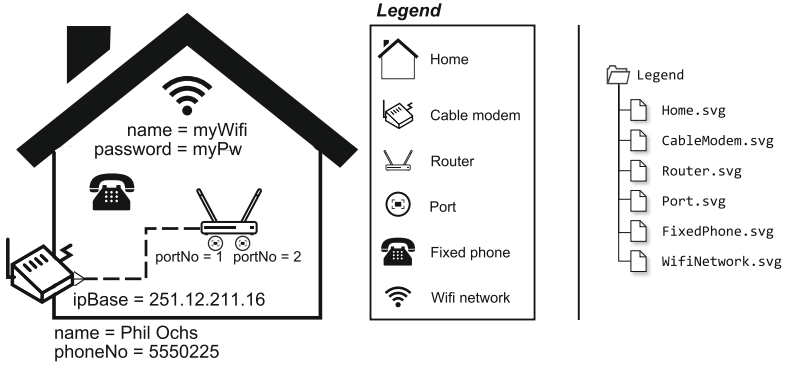 name = myWifi
password = myPw
portNo = 1 portNo = 2
ipBase = 251.12.211.16
name = Phil Ochs
phoneNo = 5550225
Legend
Home
Cable modem
Router
Port
Fixed phone
Wifi network
Legend
Home.svg
CableModem.svg
Router.svg
Port.svg
FixedPhone.svg
WifiNetwork.svg